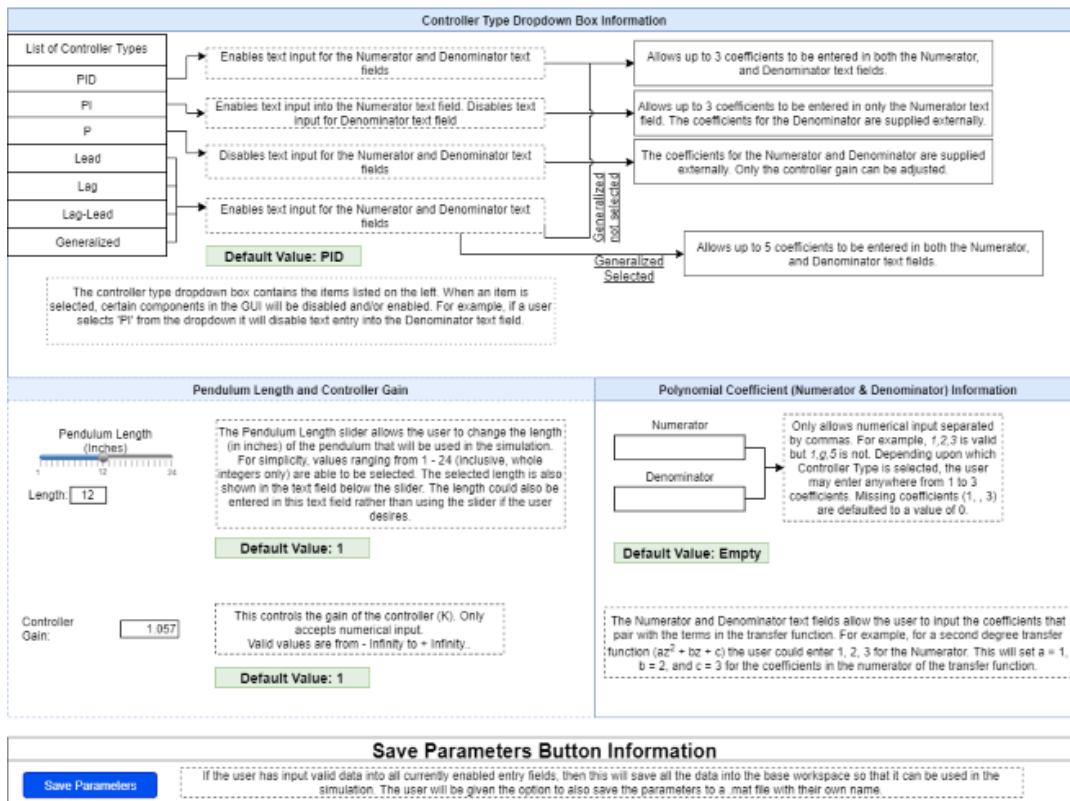 Controller Type Dropdown Box Information
List of Controller Types
PID
PI
P
Lead
Lag
Lag-Lead
Generalized
Enables text input for the Numerator and Denominator text
fields
Enables text input into the Numerator text field. Disables text
input for Denominator text field
Disables text input for the Numerator and Denominator text
fields
Enables text input for the Numerator and Denominator text
fields
Allows up to 3 coefficients to be entered in both the Numerator,
and Denominator text fields.
Allows up to 3 coefficients to be entered in only the Numerator text
field. The coefficients for the Denominator are supplied externally.
The coefficients for the Numerator and Denominator are supplied
externally. Only the controller gain can be adjusted.
Generalized
not selected
Generalized
Selected
Allows up to 5 coefficients to be entered in both the Numerator,
and Denominator text fields.
Default Value: PID
The controller type dropdown box contains the items listed on the left. When an item is
selected, certain components in the GUI will be disabled and/or enabled. For example, if a user
selects 'PI' from the dropdown it will disable text entry into the Denominator text field.
Pendulum Length and Controller Gain
Pendulum Length
(Inches)
1 12 24
Length: 12
The Pendulum Length slider allows the user to change the length
(in inches) of the pendulum that will be used in the simulation.
For simplicity, values ranging from 1 - 24 (inclusive, whole
integers only) are able to be selected. The selected length is also
shown in the text field below the slider. The length could also be
entered in this text field rather than using the slider if the user
desires.
Default Value: 1
Controller
Gain:
1.057
This controls the gain of the controller (K). Only
accepts numerical input.
Valid values are from - Infinity to + Infinity..
Default Value: 1
Polynomial Coefficient (Numerator & Denominator) Information
Numerator
Denominator
Only allows numerical input separated
by commas. For example, 1,2,3 is valid
but 1,g,5 is not. Depending upon which
Controller Type is selected, the user
may enter anywhere from 1 to 3
coefficients. Missing coefficients (1, , 3)
are defaulted to a value of 0.
Default Value: Empty
The Numerator and Denominator text fields allow the user to input the coefficients that
pair with the terms in the transfer function. For example, for a second degree transfer
function (az² + bz + c) the user could enter 1, 2, 3 for the Numerator. This will set a = 1,
b = 2, and c = 3 for the coefficients in the numerator of the transfer function.
Save Parameters Button Information
Save Parameters
If the user has input valid data into all currently enabled entry fields, then this will save all the data into the base workspace so that it can be used in the
simulation. The user will be given the option to also save the parameters to a .mat file with their own name.